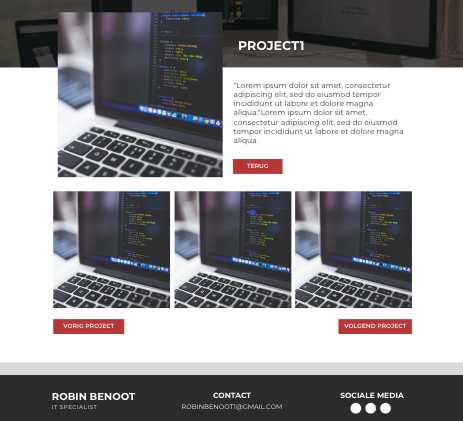 PROJECT1
"Lorem ipsum dolor sit amet, consectetur
adipiscing elit, sed do eiusmod tempor
incididunt ut labore et dolore magna
aliqua."Lorem ipsum dolor sit amet,
consectetur adipiscing elit, sed do eiusmod
tempor incididunt ut labore et dolore magna
aliqua.
TERUG
VORIG PROJECT
VOLGEND PROJECT
ROBIN BENOOT
IT SPECIALIST
CONTACT
ROBINBENOOT1@GMAIL.COM
SOCIALE MEDIA